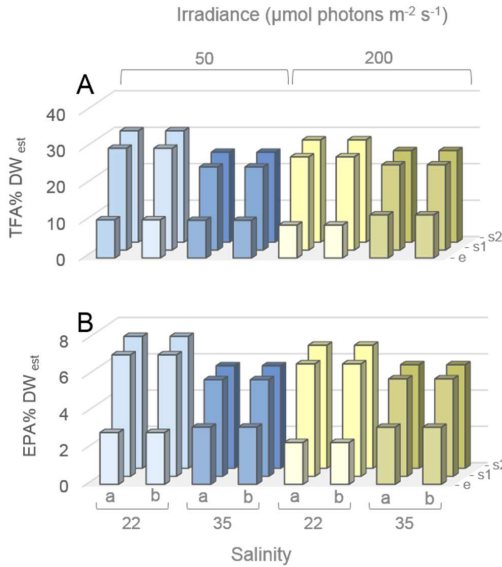 Irradiance (µmol photons m⁻² s⁻¹)
50 200
A
TFA% DW est
40
30
20
10
0
s2
s1
e
B
EPA% DW est
8
6
4
2
0
s2
s1
e
a b a b a b a b
22 35 22 35
Salinity